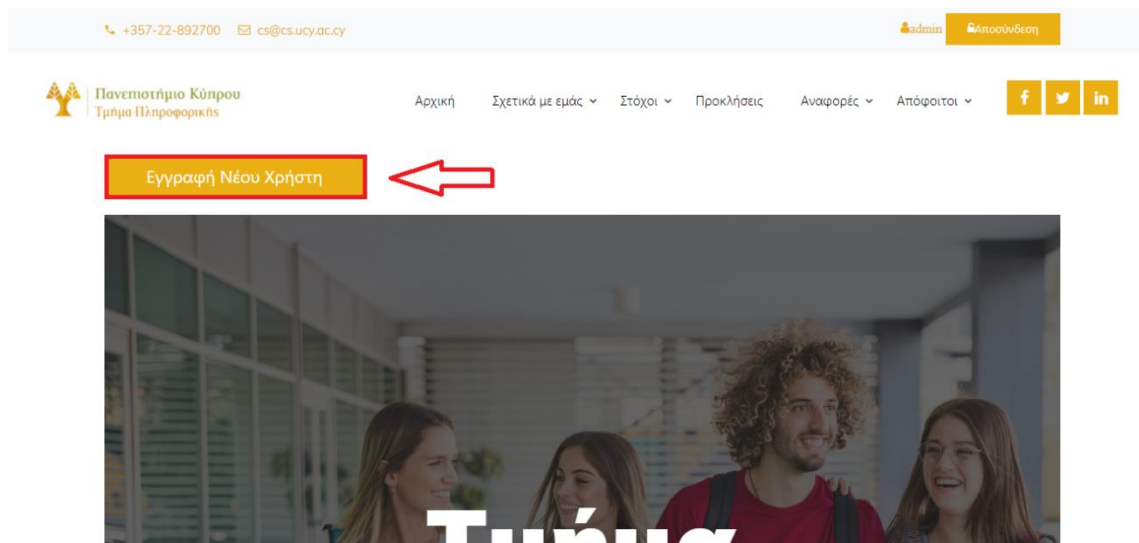 +357-22-892700 cs@cs.ucy.ac.cy admin Αποσύνδεση
Πανεπιστήμιο Κύπρου
Τμήμα Πληροφορικής
Αρχική Σχετικά με εμάς Στόχοι Προκλήσεις Αναφορές Απόφοιτοι f in
Εγγραφή Νέου Χρήστη
Τμήμα